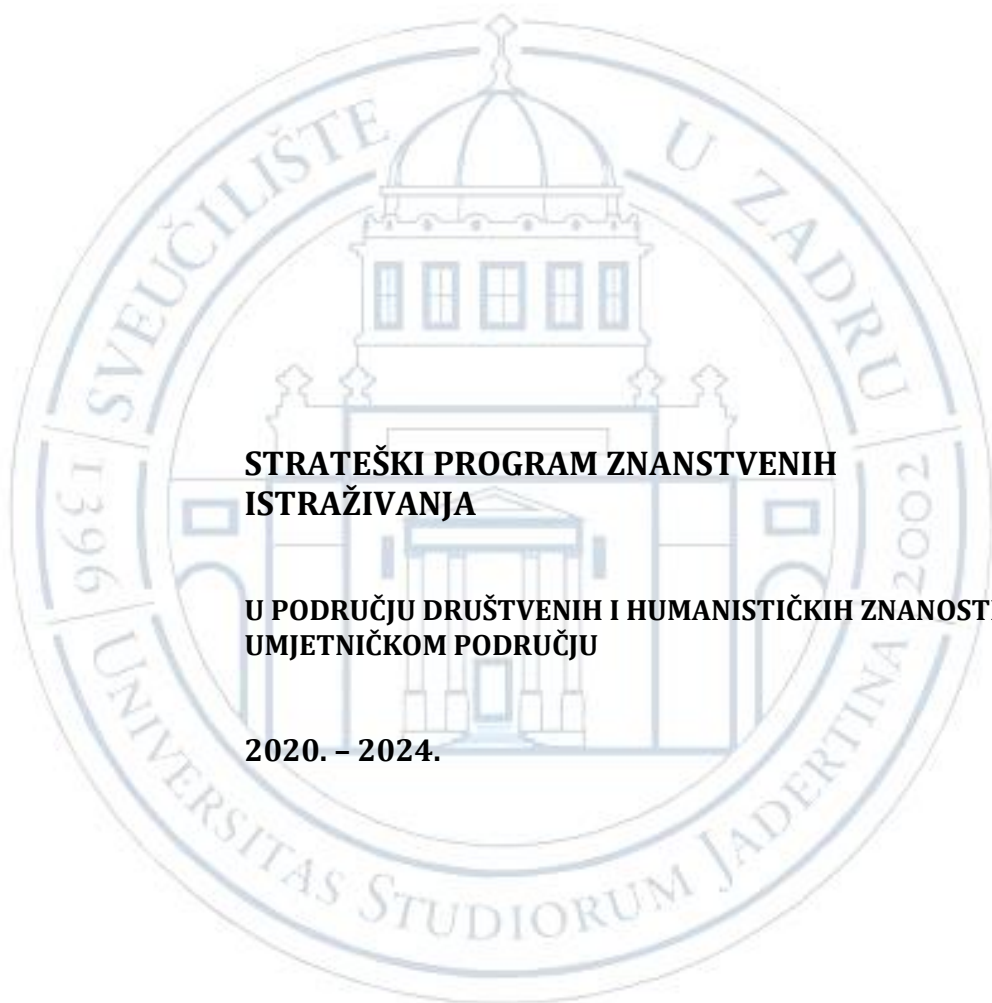 SVEUČILIŠTE U ZADRU
1396
2002
UNIVERSITAS STUDIORUM JADERTINA
STRATEŠKI PROGRAM ZNANSTVENIH
ISTRAŽIVANJA
U PODRUČJU DRUŠTVENIH I HUMANISTIČKIH ZNANOSTI
UMJETNIČKOM PODRUČJU
2020. – 2024.